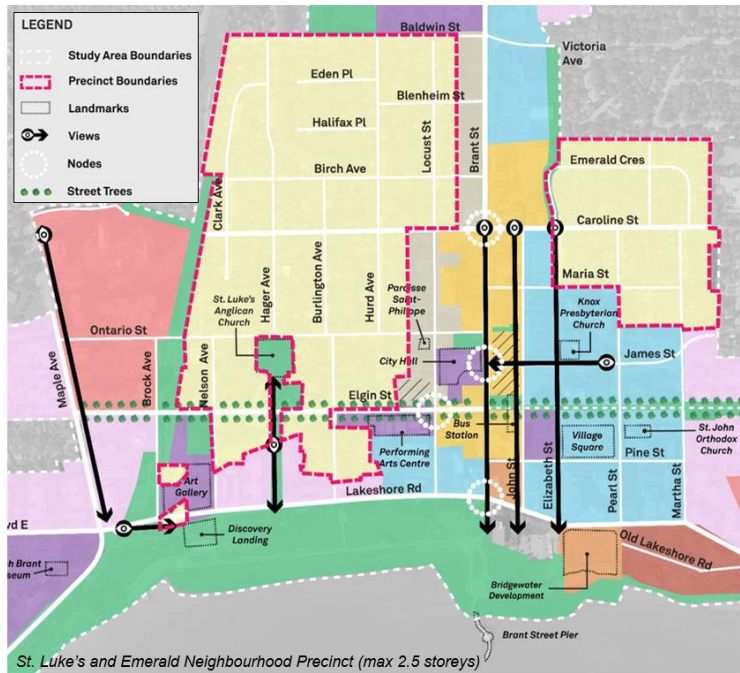 LEGEND
Study Area Boundaries
Precinct Boundaries
Landmarks
Views
Nodes
Street Trees
Baldwin St
Victoria
Ave
Eden Pl
Blenheim St
Halifax Pl
Locust St
Brant St
Birch Ave
Emerald Cres
Clark Ave
Caroline St
Hager Ave
Burlington Ave
Hurd Ave
Maria St
St. Luke's
Anglican
Church
Paroisse
Saint-
Philippe
Knox
Presbyterian
Church
Ontario St
City Hall
James St
Maple Ave
Brock Ave
Nelson Ave
Elgin St
Bus
Station
Performing
Arts Centre
John St
Elizabeth St
Village
Square
Pine St
St. John
Orthodox
Church
Art
Gallery
Lakeshore Rd
Pearl St
Martha St
vd E
Discovery
Landing
Old Lakeshore Rd
h Brant
seum
Bridgewater
Development
Brant Street Pier
St. Luke's and Emerald Neighbourhood Precinct (max 2.5 storeys)